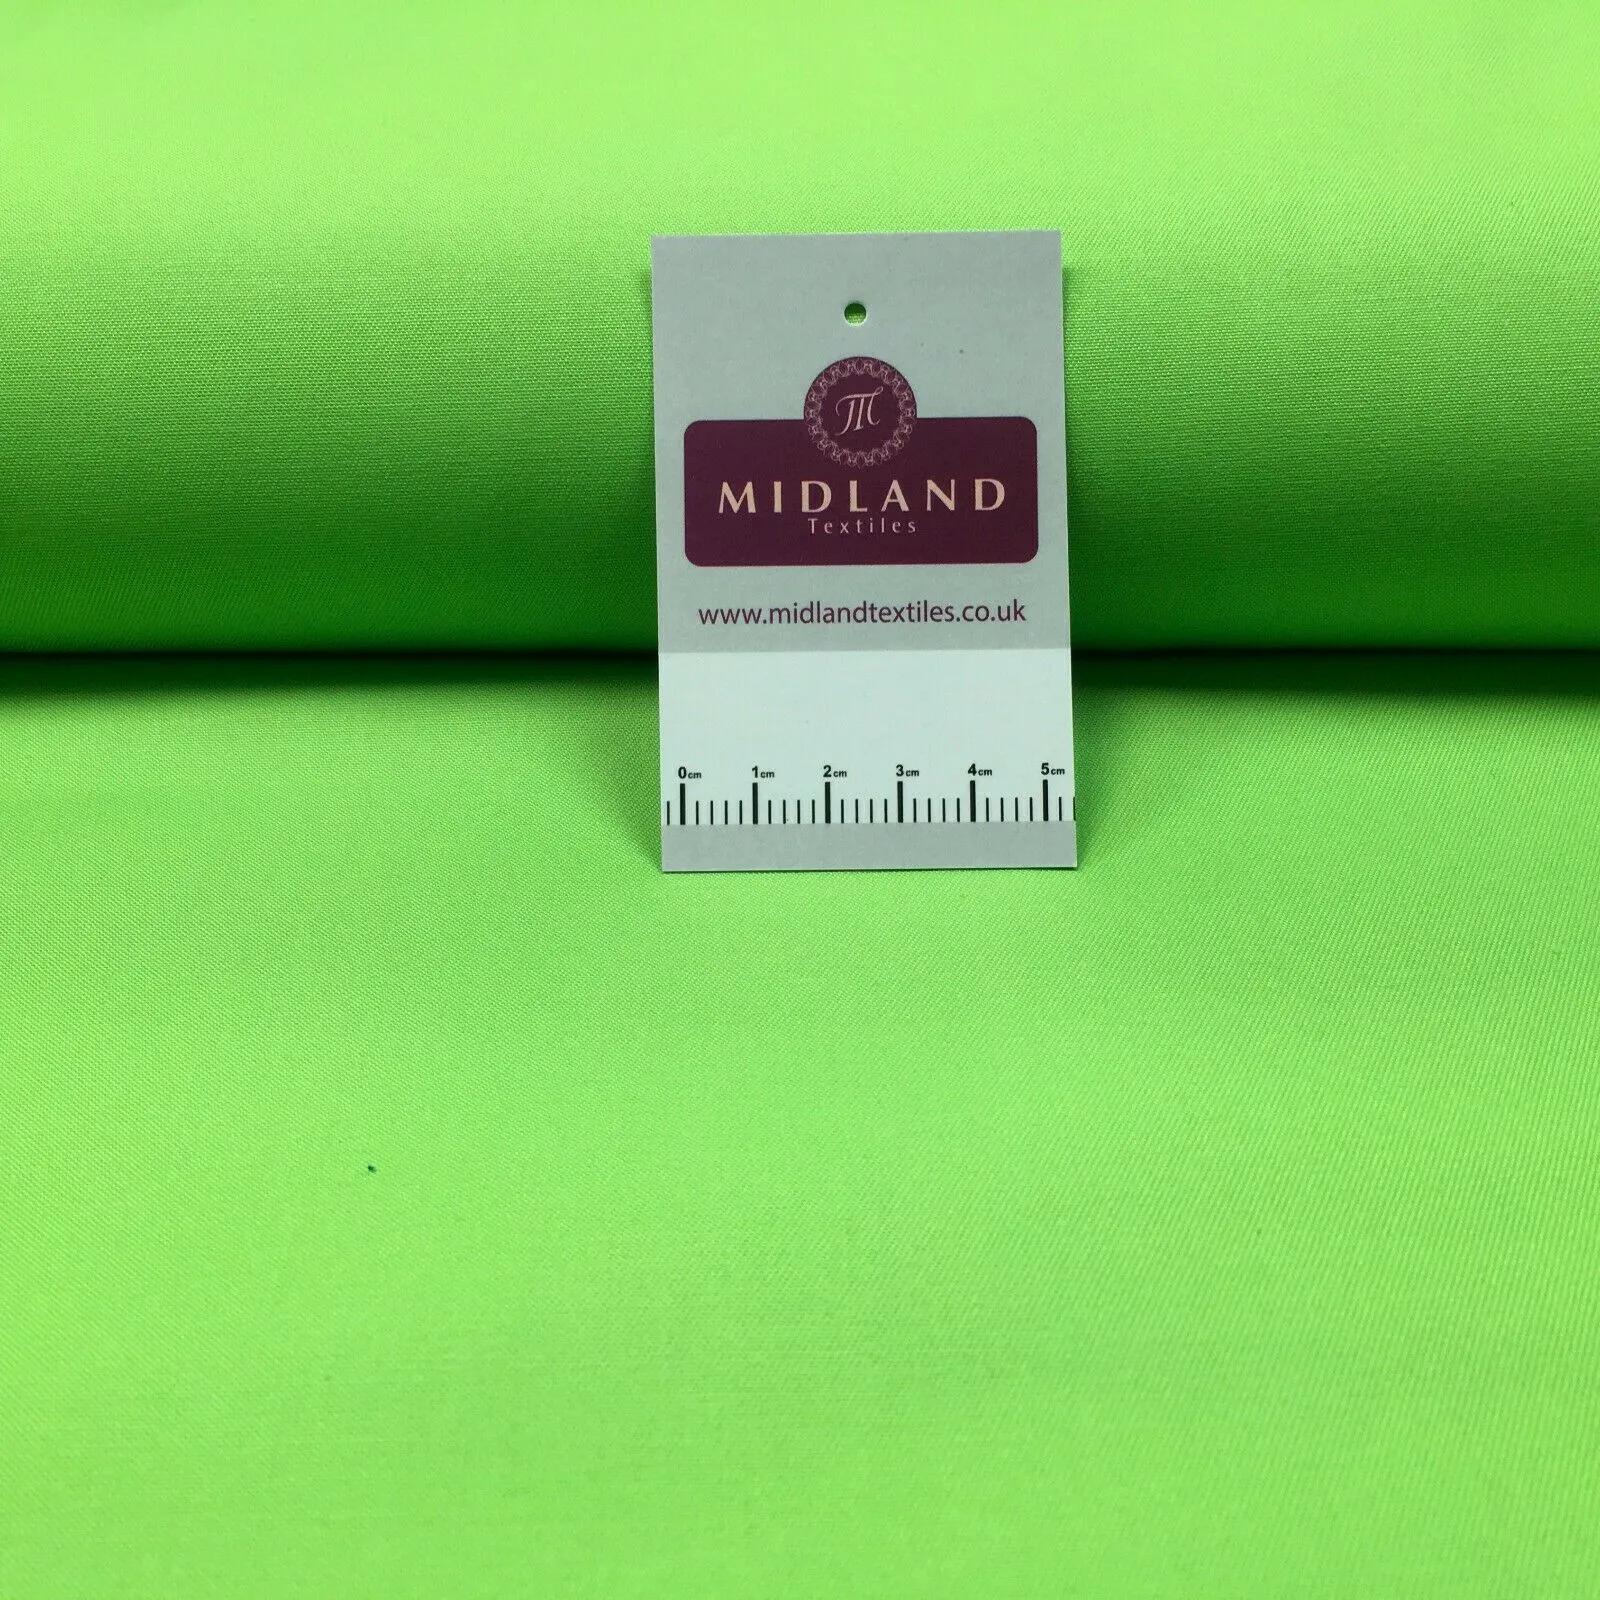 M
MIDLAND
Textiles
www.midlandtextiles.co.uk
0cm 1cm 2cm 3cm 4cm 5cm